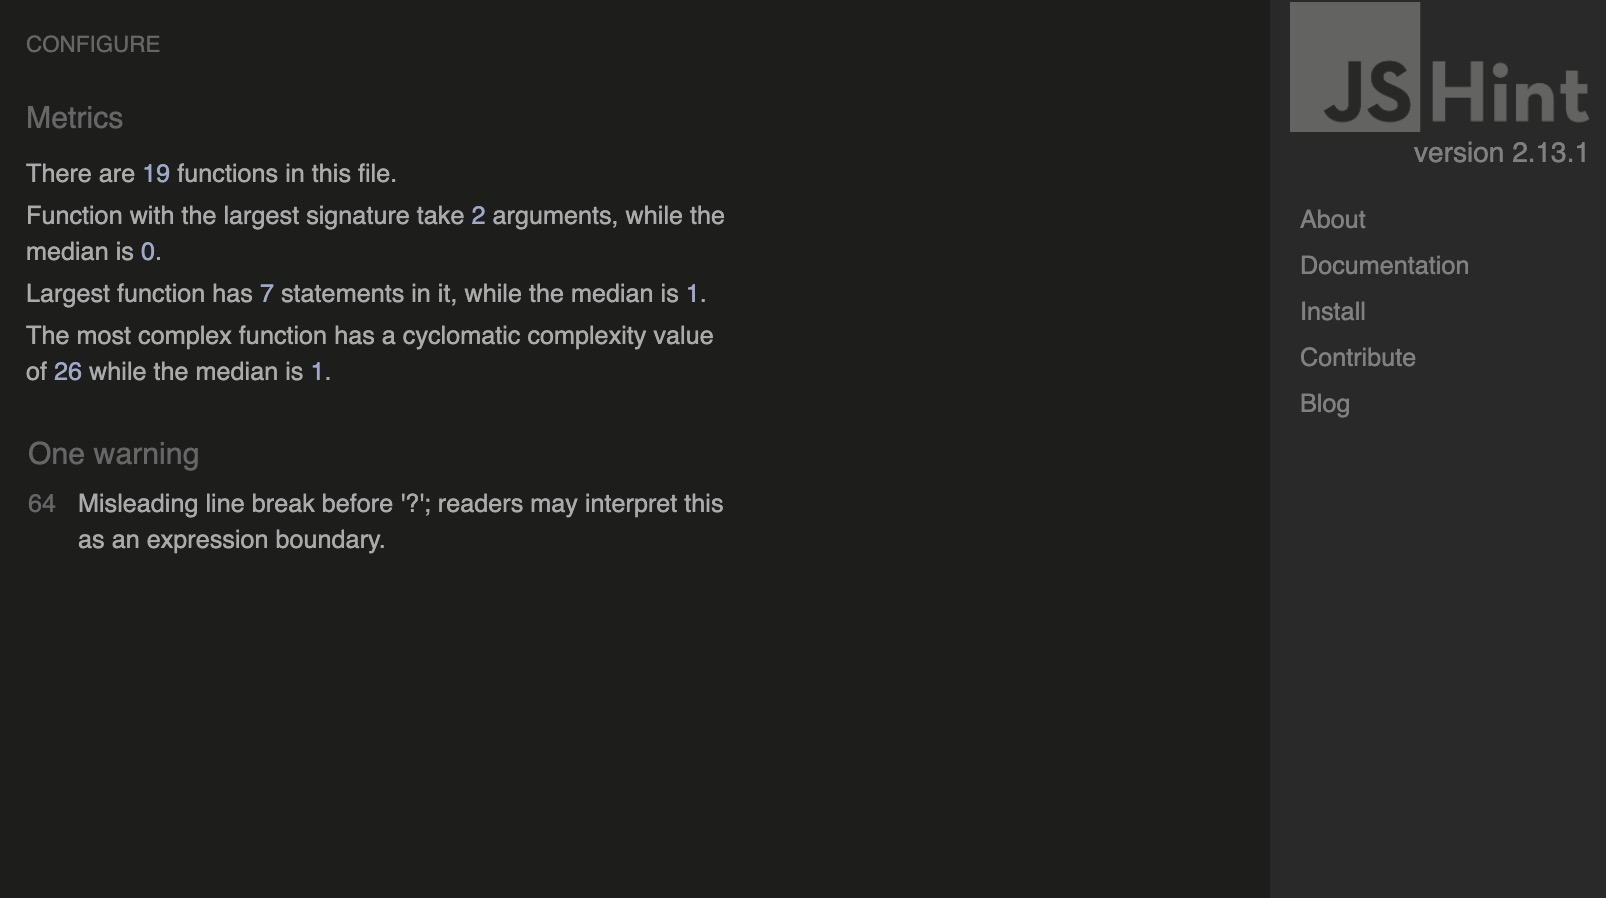 CONFIGURE
Metrics
There are 19 functions in this file.
Function with the largest signature take 2 arguments, while the
median is 0.
Largest function has 7 statements in it, while the median is 1.
The most complex function has a cyclomatic complexity value
of 26 while the median is 1.
One warning
64 Misleading line break before '?'; readers may interpret this
as an expression boundary.
JSHint
version 2.13.1
About
Documentation
Install
Contribute
Blog